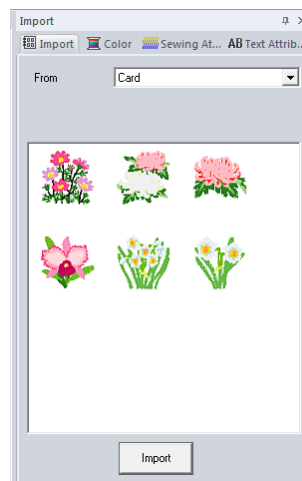 Import
Import Color Sewing At... AB Text Attrib..
From Card
Import